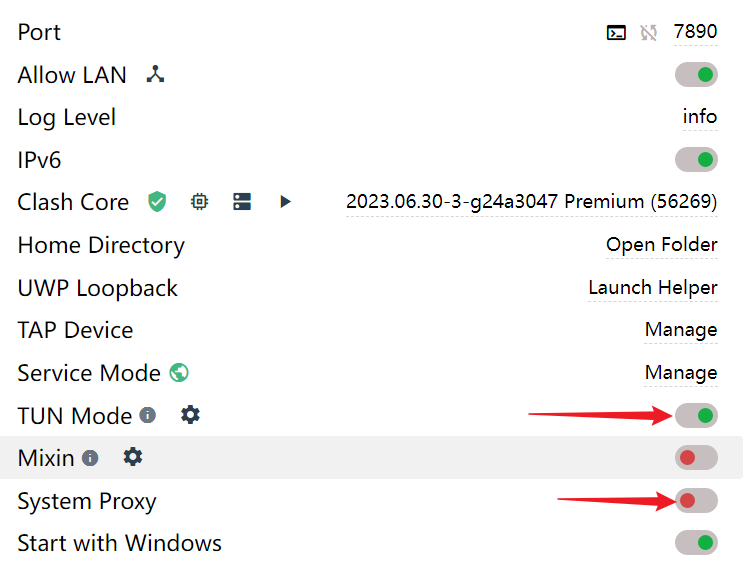 Port 7890
Allow LAN
Log Level info
IPv6
Clash Core 2023.06.30-3-g24a3047 Premium (56269)
Home Directory Open Folder
UWP Loopback Launch Helper
TAP Device Manage
Service Mode Manage
TUN Mode
Mixin
System Proxy
Start with Windows